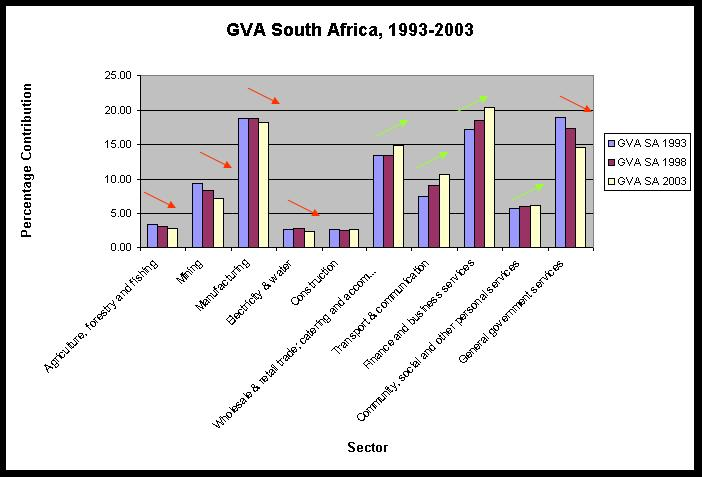 GVA South Africa, 1993-2003
Percentage Contribution
25.00
20.00
15.00
10.00
5.00
0.00
GVA SA 1993
GVA SA 1998
GVA SA 2003
Agriculture, forestry and fishing
Mining
Manufacturing
Electricity & water
Construction
Wholesale & retail trade; catering and accom...
Transport & communication
Finance and business services
Community, social and other personal services
General government services
Sector